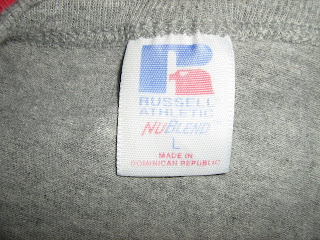 R
RUSSELL
ATHLETIC
NUBLEND
L
MADE IN
DOMINICAN REPUBLIC